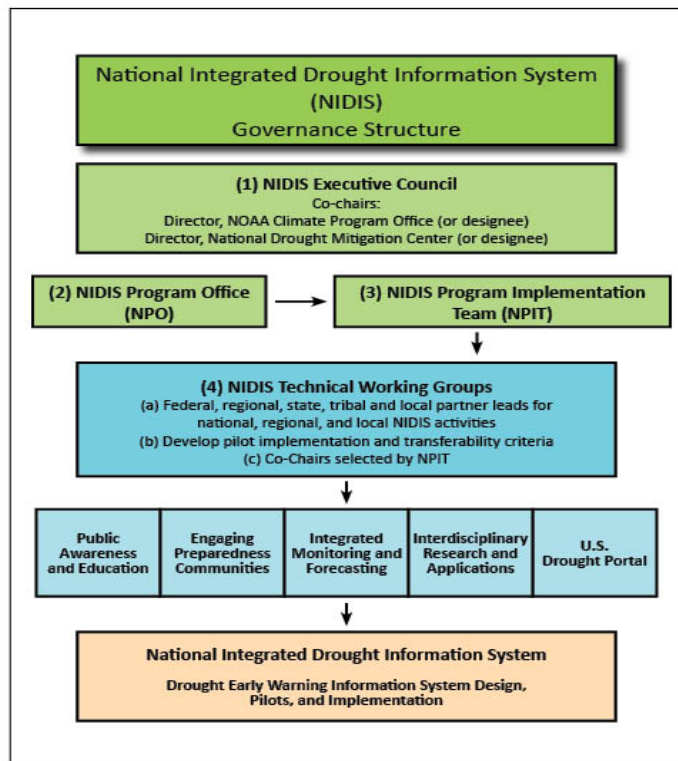 National Integrated Drought Information System
(NIDIS)
Governance Structure
(1) NIDIS Executive Council
Co-chairs:
Director, NOAA Climate Program Office (or designee)
Director, National Drought Mitigation Center (or designee)
(2) NIDIS Program Office
(NPO)
(3) NIDIS Program Implementation
Team (NPIT)
(4) NIDIS Technical Working Groups
(a) Federal, regional, state, tribal and local partner leads for
national, regional, and local NIDIS activities
(b) Develop pilot implementation and transferability criteria
(c) Co-Chairs selected by NPIT
Public
Awareness
and Education
Engaging
Preparedness
Communities
Integrated
Monitoring and
Forecasting
Interdisciplinary
Research and
Applications
U.S.
Drought Portal
National Integrated Drought Information System
Drought Early Warning Information System Design,
Pilots, and Implementation